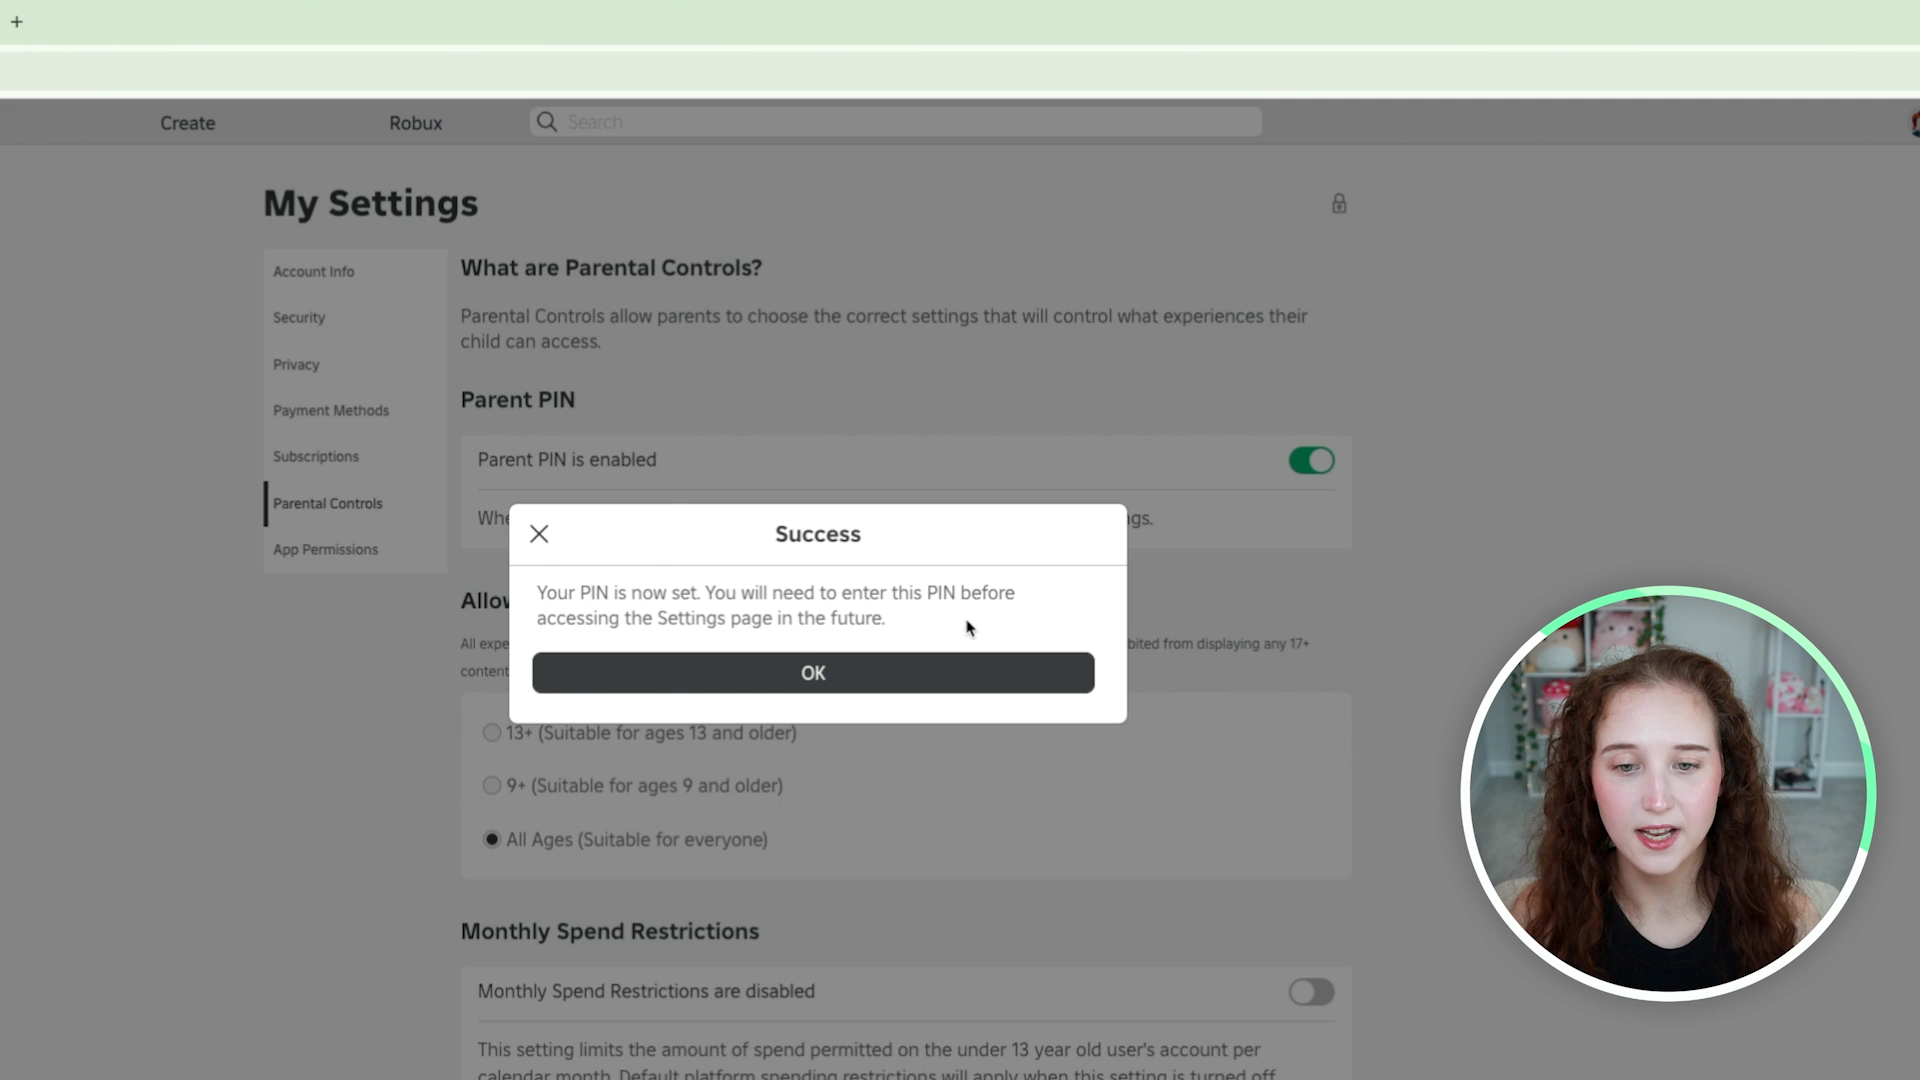 +
Create
Robux
Search
My Settings
Account Info
Security
Privacy
Payment Methods
Subscriptions
Parental Controls
App Permissions
What are Parental Controls?
Parental Controls allow parents to choose the correct settings that will control what experiences their
child can access.
Parent PIN
Parent PIN is enabled
Whe
gs.
Success
Your PIN is now set. You will need to enter this PIN before
accessing the Settings page in the future.
OK
Allow
All expe
bited from displaying any 17+
content
13+ (Suitable for ages 13 and older)
9+ (Suitable for ages 9 and older)
All Ages (Suitable for everyone)
Monthly Spend Restrictions
Monthly Spend Restrictions are disabled
This setting limits the amount of spend permitted on the under 13 year old user's account per
calendar month. Default platform spending restrictions will apply when this setting is turned off